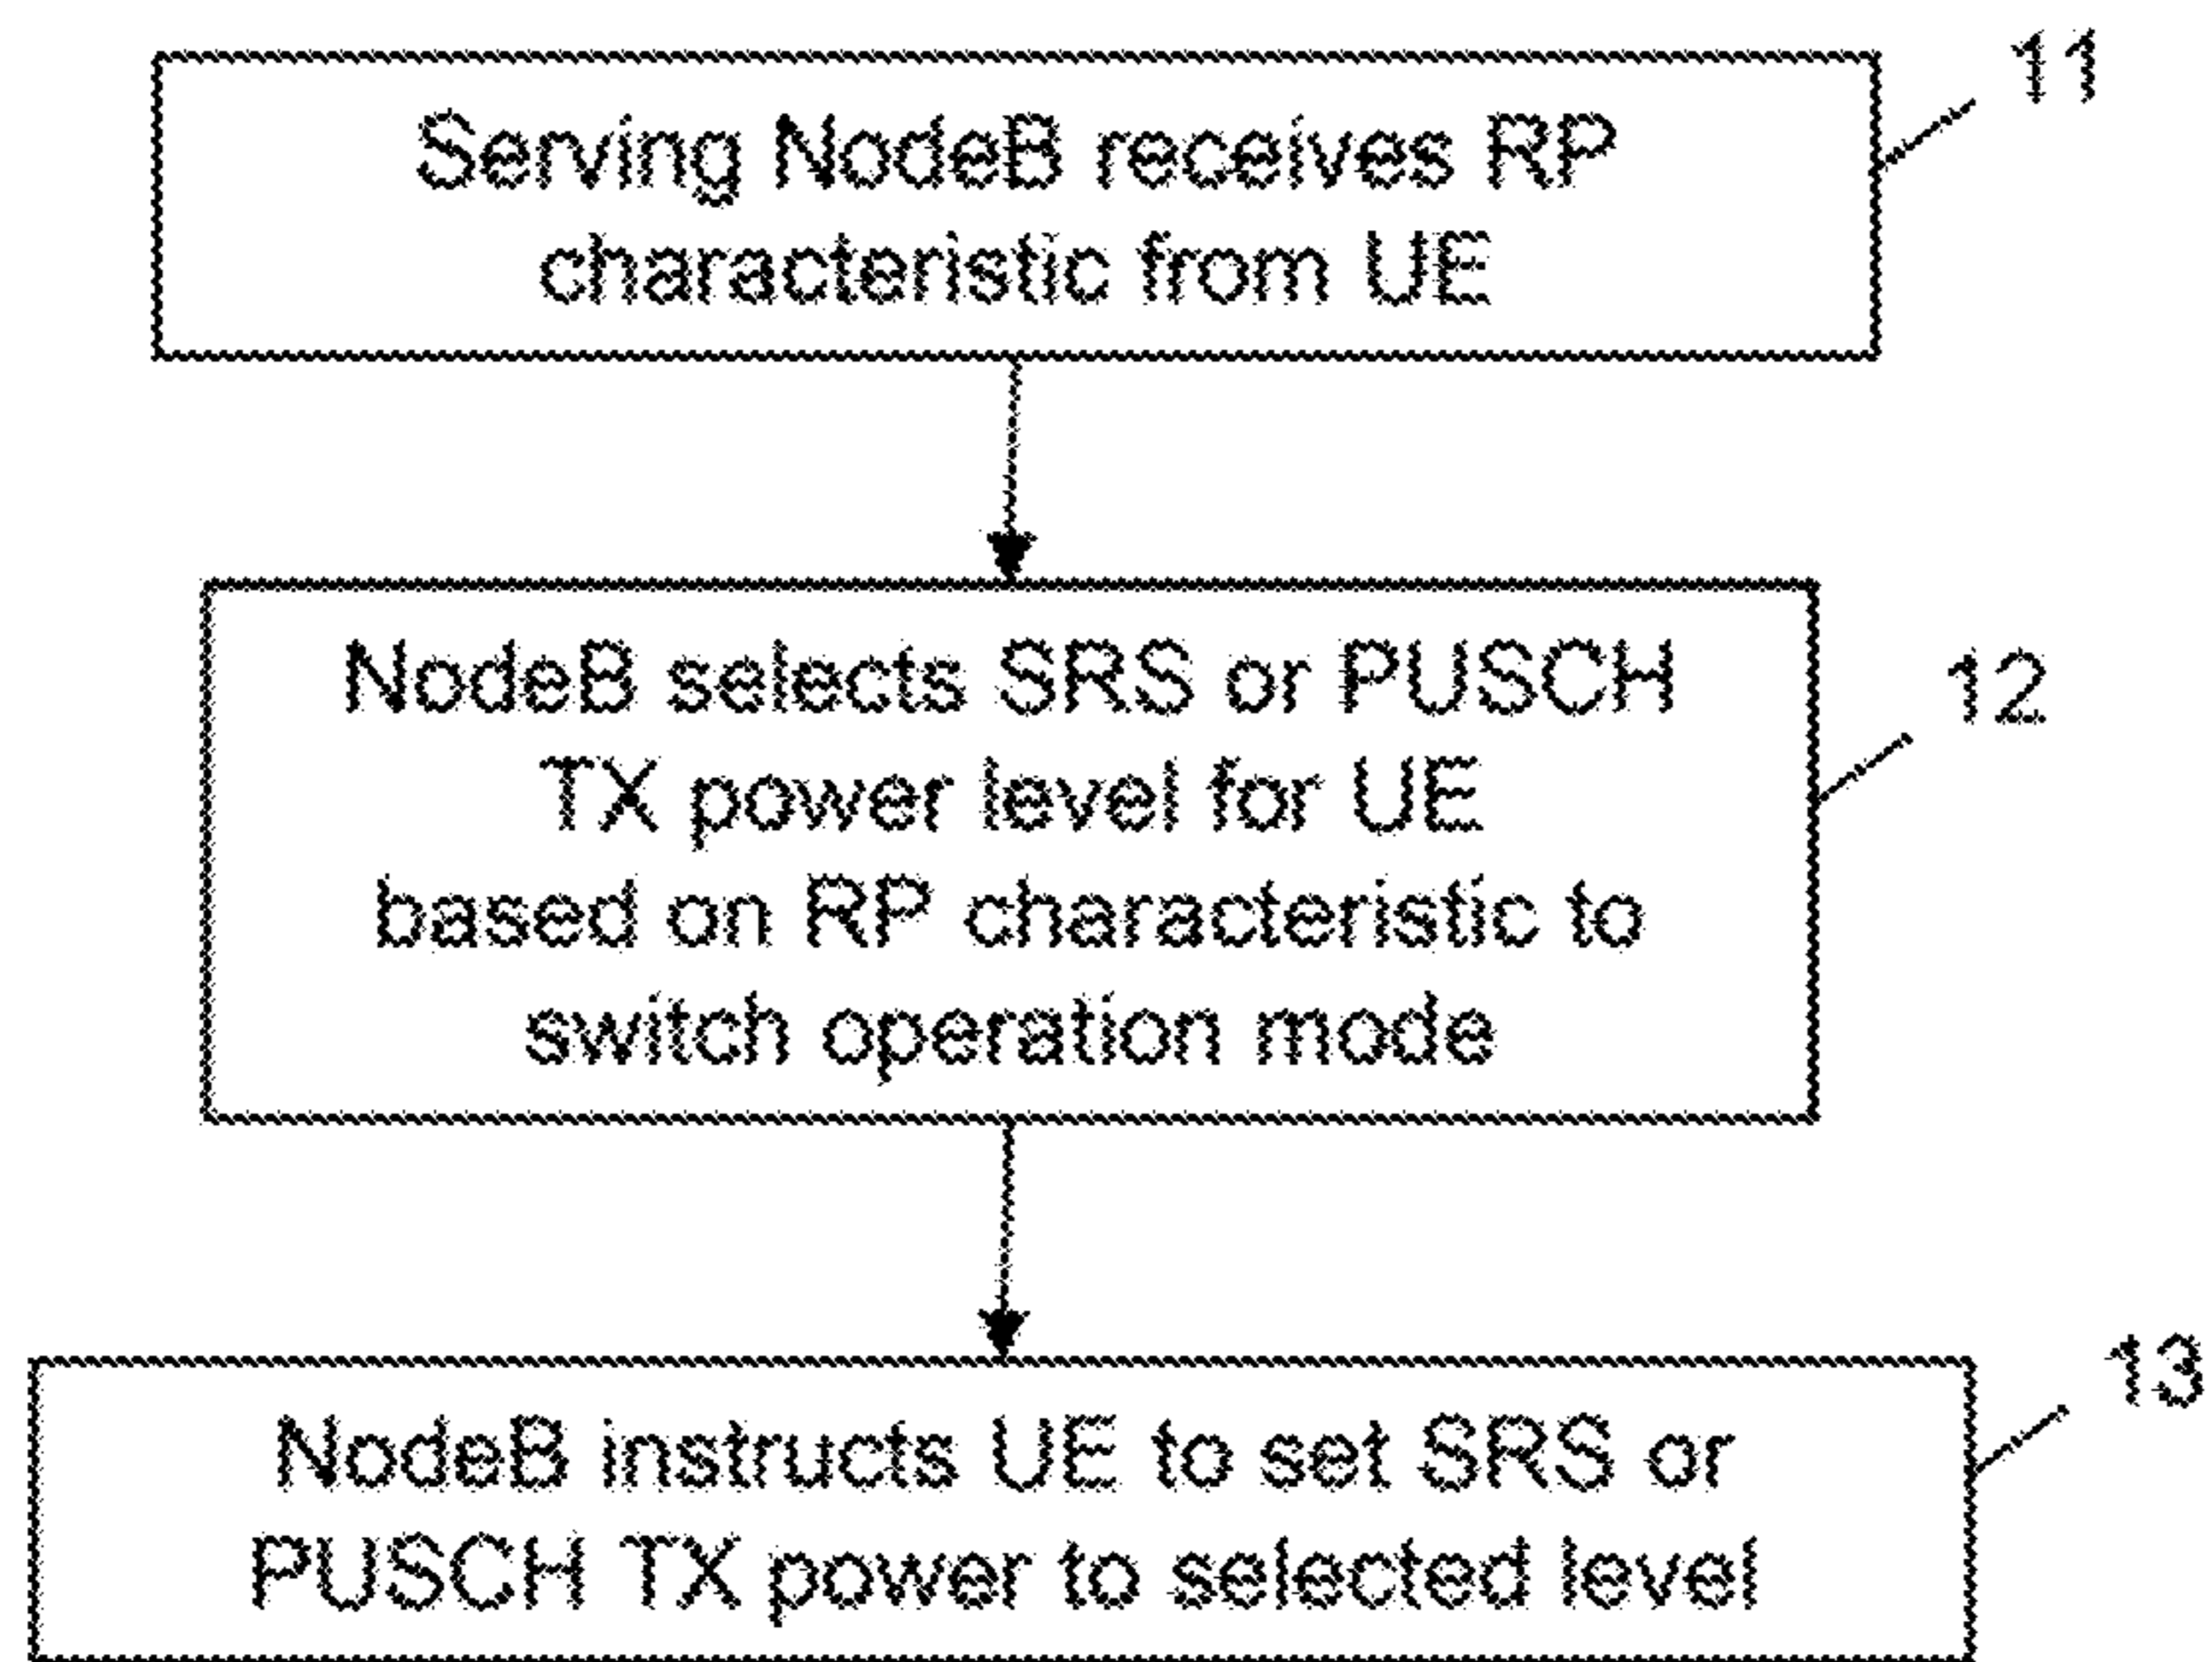 11
Serving NodeB receives RP
characteristic from UE
NodeB selects SRS or PUSCH
TX power level for UE
based on RP characteristic to
switch operation mode
12
NodeB instructs UE to set SRS or
PUSCH TX power to selected level
13